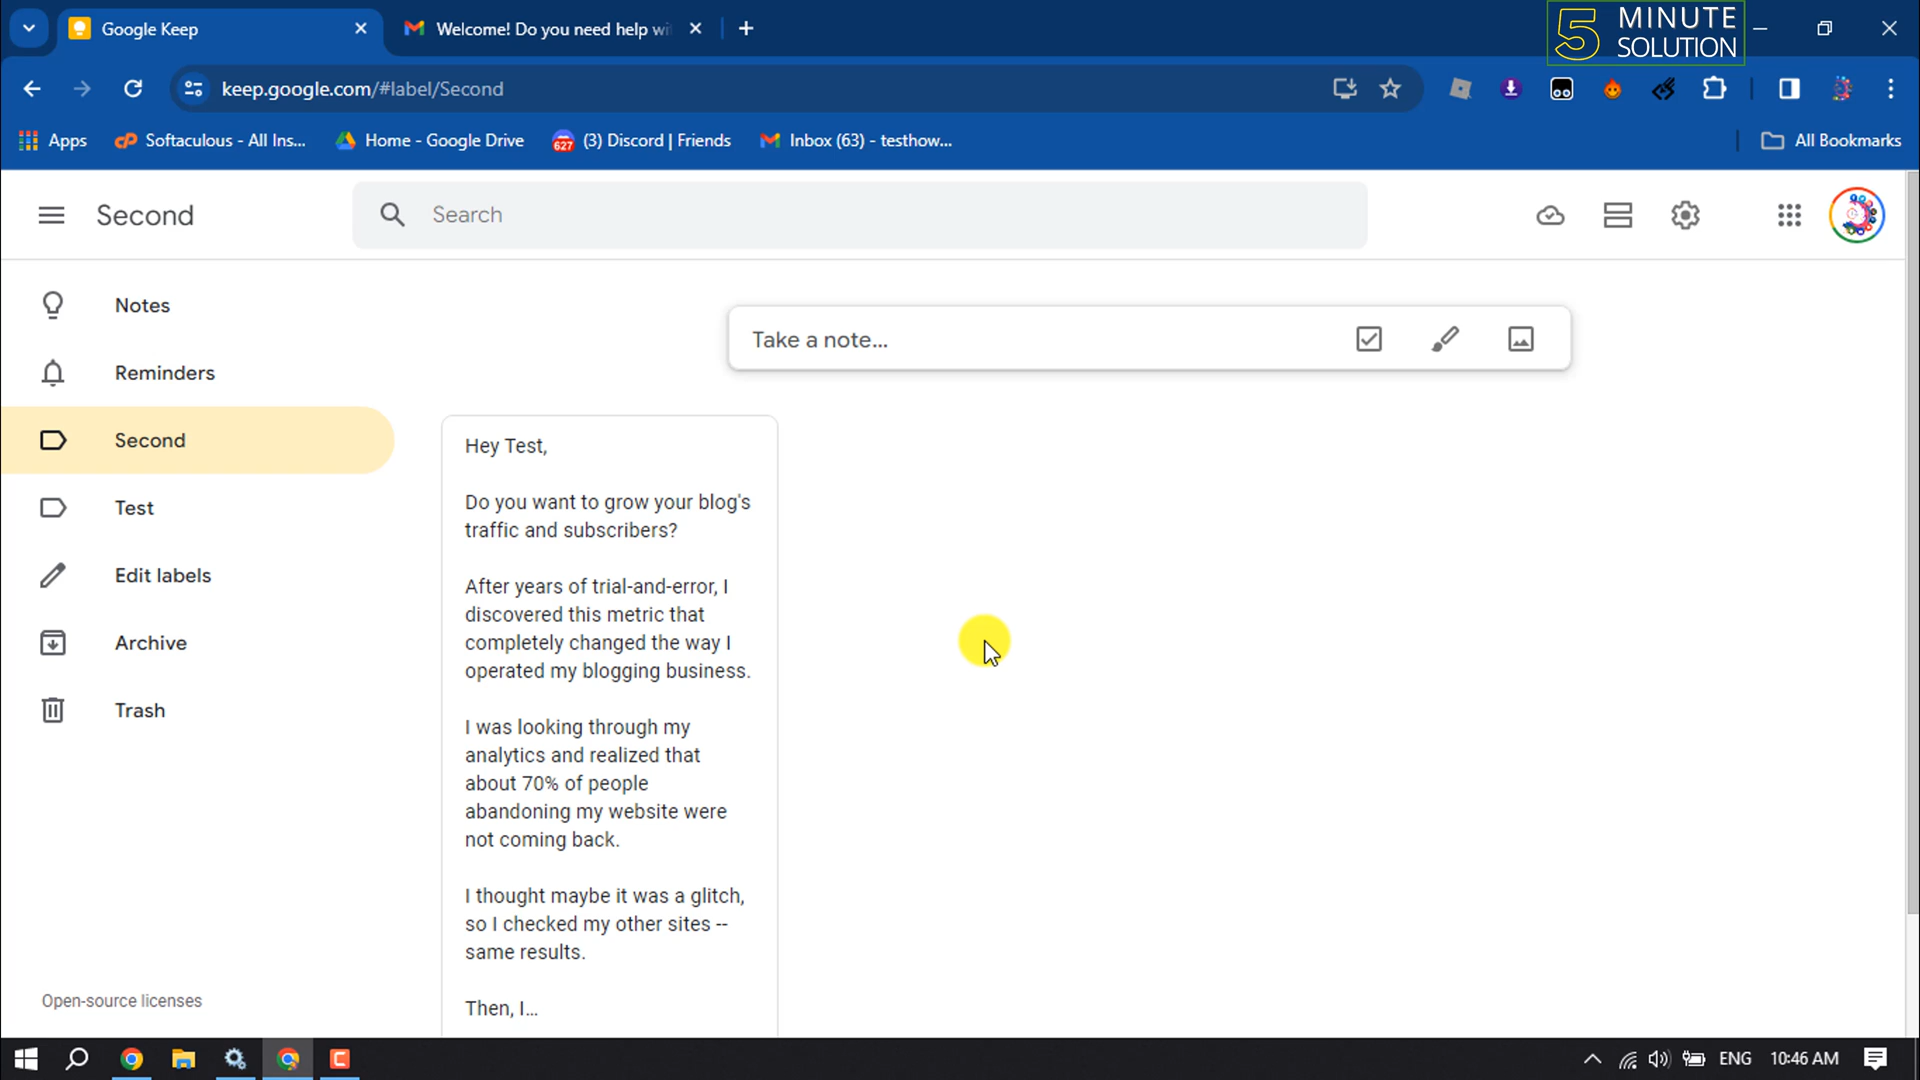 Google Keep
Welcome! Do you need help wi
5 MINUTE
SOLUTION
keep.google.com/#label/Second
Apps
Softaculous - All Ins...
Home - Google Drive
627
(3) Discord | Friends
Inbox (63) - testhow...
All Bookmarks
Second
Search
Notes
Reminders
Second
Test
Edit labels
Archive
Trash
Open-source licenses
Take a note...
Hey Test,
Do you want to grow your blog's
traffic and subscribers?
After years of trial-and-error, I
discovered this metric that
completely changed the way I
operated my blogging business.
I was looking through my
analytics and realized that
about 70% of people
abandoning my website were
not coming back.
I thought maybe it was a glitch,
so I checked my other sites --
same results.
Then, I...
ENG
10:46 AM